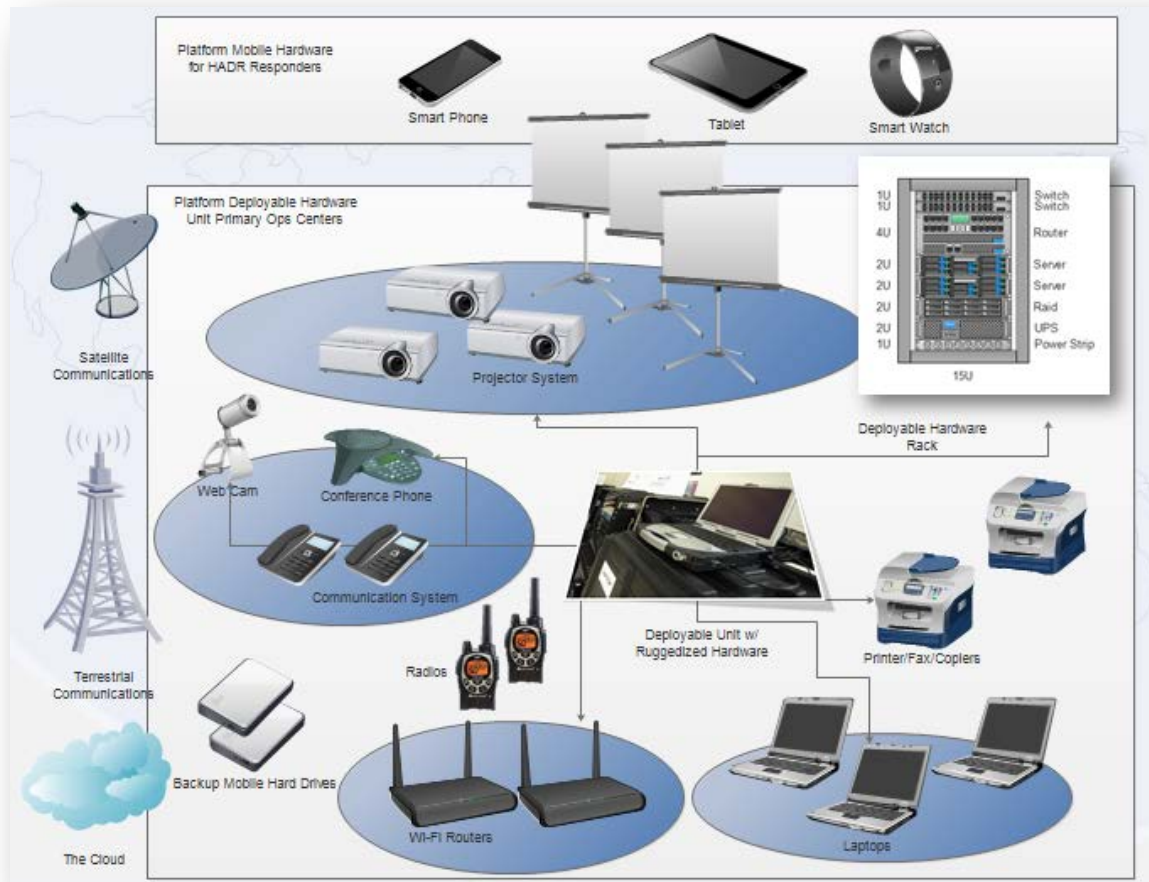 Platform Mobile Hardware
for HADR Responders
Smart Phone
Tablet
Smart Watch
Platform Deployable Hardware
Unit Primary Ops Centers
1U
Switch
1U
Switch
4U
Router
2U
Server
2U
Server
2U
Raid
2U
UPS
1U
Power Strip
15U
Satellite
Communications
Projector System
Deployable Hardware
Rack
Web Cam
Conference Phone
Communication System
Terrestrial
Communications
Radios
Deployable Unit w/
Ruggedized Hardware
Printer/Fax/Copiers
Backup Mobile Hard Drives
Wi-Fi Routers
Laptops
The Cloud